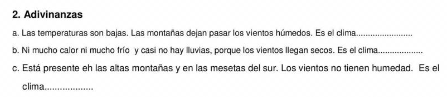 2. Adivinanzas
a. Las temperaturas son bajas. Las montañas dejan pasar los vientos húmedos. Es el clima........................
b. Ni mucho calor ni mucho frío y casi no hay lluvias, porque los vientos llegan secos. Es el clima...................
c. Está presente eh las altas montañas y en las mesetas del sur. Los vientos no tienen humedad. Es el
clima...................